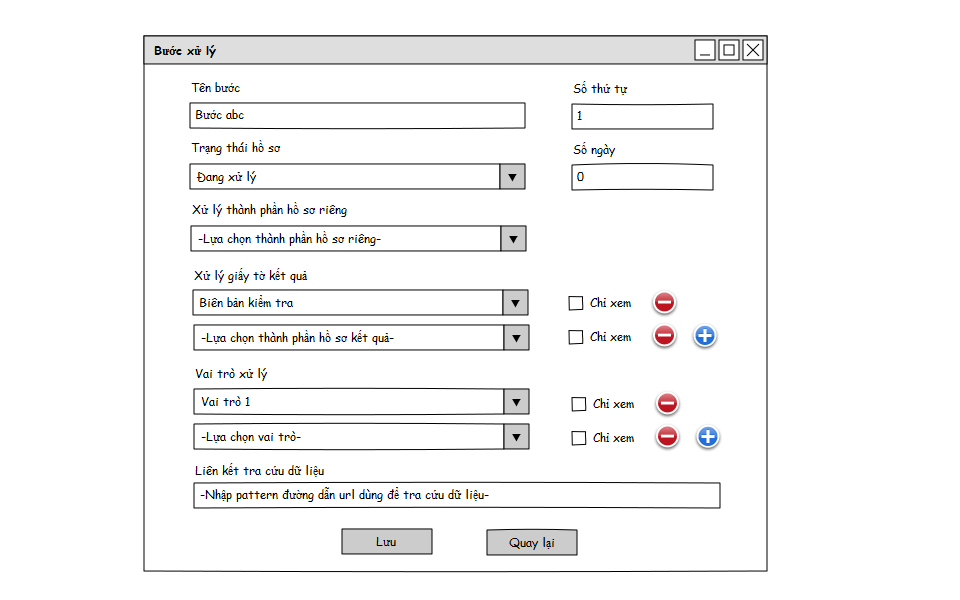 Bước xử lý
Tên bước
Số thứ tự
Bước abc
1
Trạng thái hồ sơ
Số ngày
Đang xử lý
0
Xử lý thành phần hồ sơ riêng
-Lựa chọn thành phần hồ sơ riêng-
Xử lý giấy tờ kết quả
Biên bản kiểm tra
Chỉ xem
-Lựa chọn thành phần hồ sơ kết quả-
Chỉ xem
Vai trò xử lý
Vai trò 1
Chỉ xem
-Lựa chọn vai trò-
Chỉ xem
Liên kết tra cứu dữ liệu
-Nhập pattern đường dẫn url dùng để tra cứu dữ liệu-
Lưu
Quay lại